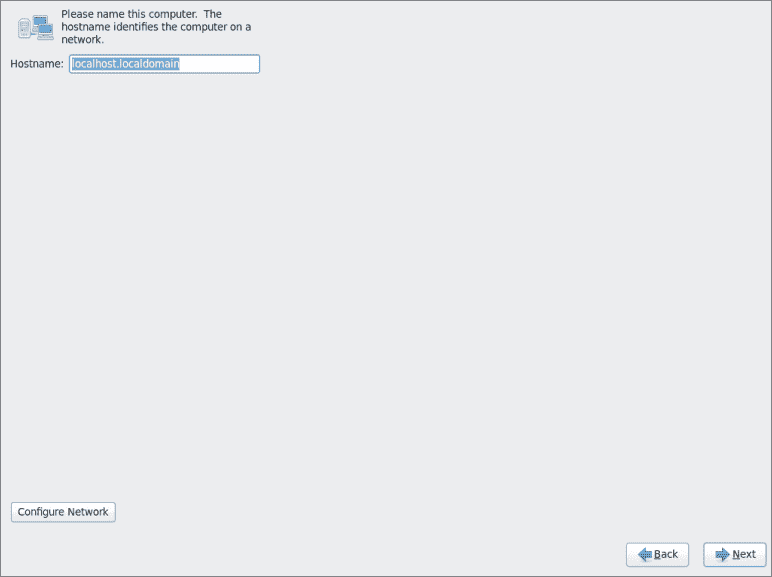 Please name this computer.  The
hostname identifies the computer on a
network.
Hostname: localhost.localdomain
Configure Network
Back Next